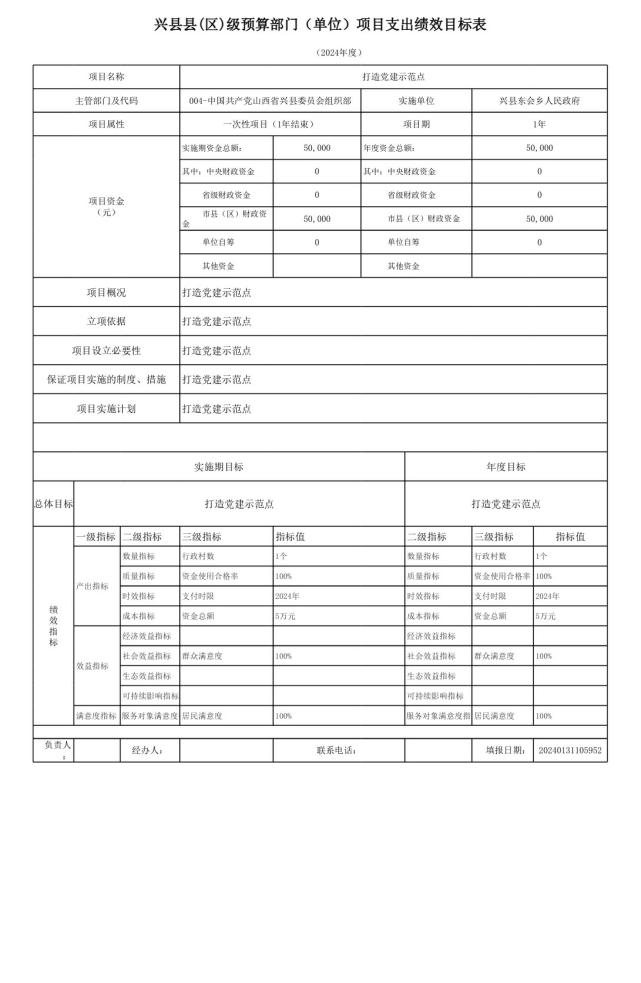 兴县县(区)级预算部门（单位）项目支出绩效目标表
（2024年度）
项目名称 打造党建示范点
主管部门及代码 004-中国共产党山西省兴县委员会组织部 实施单位 兴县东会乡人民政府
项目属性 一次性项目（1年结束） 项目期 1年
项目资金
（元）
实施期资金总额： 50,000 年度资金总额： 50,000
其中：中央财政资金 0 其中：中央财政资金 0
省级财政资金 0 省级财政资金 0
市县（区）财政资
金 50,000 市县（区）财政资金 50,000
单位自筹 0 单位自筹 0
其他资金 其他资金
项目概况 打造党建示范点
立项依据 打造党建示范点
项目设立必要性 打造党建示范点
保证项目实施的制度、措施 打造党建示范点
项目实施计划 打造党建示范点
实施期目标 年度目标
总体目标 打造党建示范点 打造党建示范点
绩效指标
一级指标 二级指标 三级指标 指标值 二级指标 三级指标 指标值
产出指标
数量指标 行政村数 1个 数量指标 行政村数 1个
质量指标 资金使用合格率 100% 质量指标 资金使用合格率 100%
时效指标 支付时限 2024年 时效指标 支付时限 2024年
成本指标 资金总额 5万元 成本指标 资金总额 5万元
效益指标
经济效益指标 经济效益指标
社会效益指标 群众满意度 100% 社会效益指标 群众满意度 100%
生态效益指标 生态效益指标
可持续影响指标 可持续影响指标
满意度指标 服务对象满意度 居民满意度 100% 服务对象满意度指 居民满意度 100%
负责人
： 经办人： 联系电话： 填报日期： 20240131105952